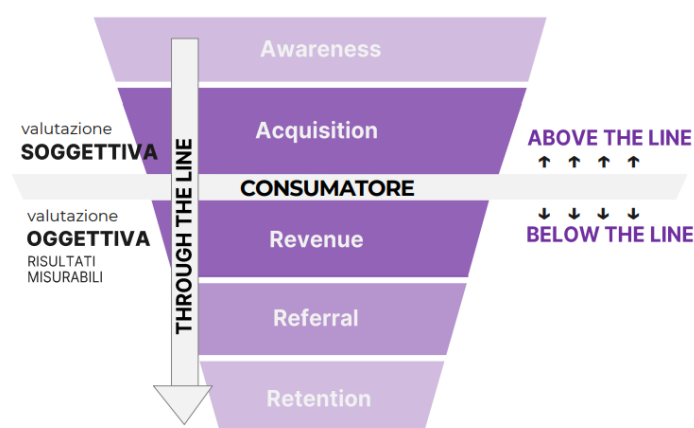 Awareness
Acquisition
valutazione
SOGGETTIVA
ABOVE THE LINE
CONSUMATORE
THROUGH THE LINE
valutazione
OGGETTIVA
RISULTATI
MISURABILI
Revenue
BELOW THE LINE
Referral
Retention